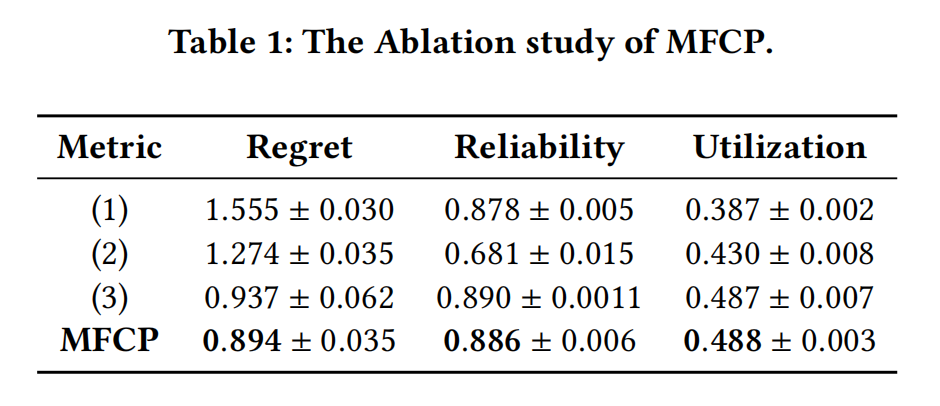 Table 1: The Ablation study of MFCP.
Metric Regret Reliability Utilization
(1) 1.555 ± 0.030 0.878 ± 0.005 0.387 ± 0.002
(2) 1.274 ± 0.035 0.681 ± 0.015 0.430 ± 0.008
(3) 0.937 ± 0.062 0.890 ± 0.0011 0.487 ± 0.007
MFCP 0.894 ± 0.035 0.886 ± 0.006 0.488 ± 0.003